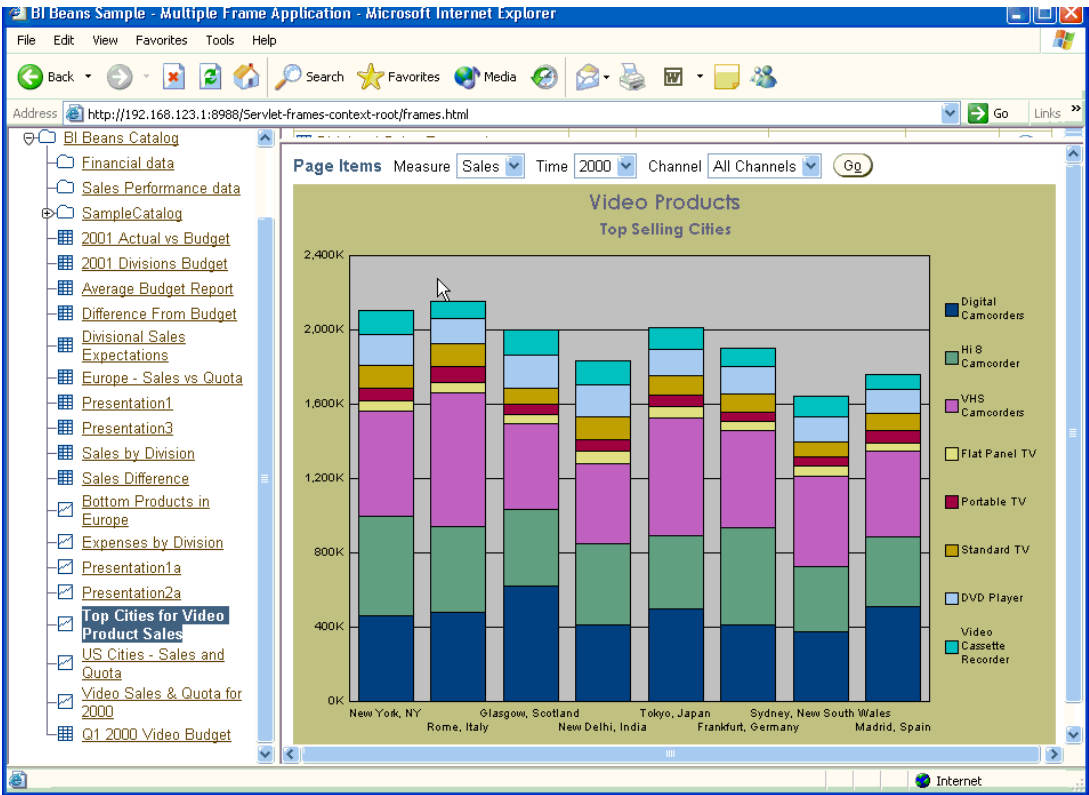 BI Beans Sample - Multiple Frame Application - Microsoft Internet Explorer
File Edit View Favorites Tools Help
Back Search Favorites Media
Address http://192.168.123.1:8988/Servlet-frames-context-root/frames.html Go Links »
BI Beans Catalog
Financial data
Sales Performance data
SampleCatalog
2001 Actual vs Budget
2001 Divisions Budget
Average Budget Report
Difference From Budget
Divisional Sales
Expectations
Europe - Sales vs Quota
Presentation1
Presentation3
Sales by Division
Sales Difference
Bottom Products in
Europe
Expenses by Division
Presentation1a
Presentation2a
Top Cities for Video
Product Sales
US Cities - Sales and
Quota
Video Sales & Quota for
2000
Q1 2000 Video Budget
Page Items Measure Sales Time 2000 Channel All Channels Go
Video Products
Top Selling Cities
2,400K
2,000K
1,600K
1,200K
800K
400K
0K
New York, NY Glasgow, Scotland Tokyo, Japan Sydney, New South Wales
Rome, Italy New Delhi, India Frankfurt, Germany Madrid, Spain
Digital
Camcorders
Hi 8
Camcorder
VHS
Camcorders
Flat Panel TV
Portable TV
Standard TV
DVD Player
Video
Cassette
Recorder
Internet